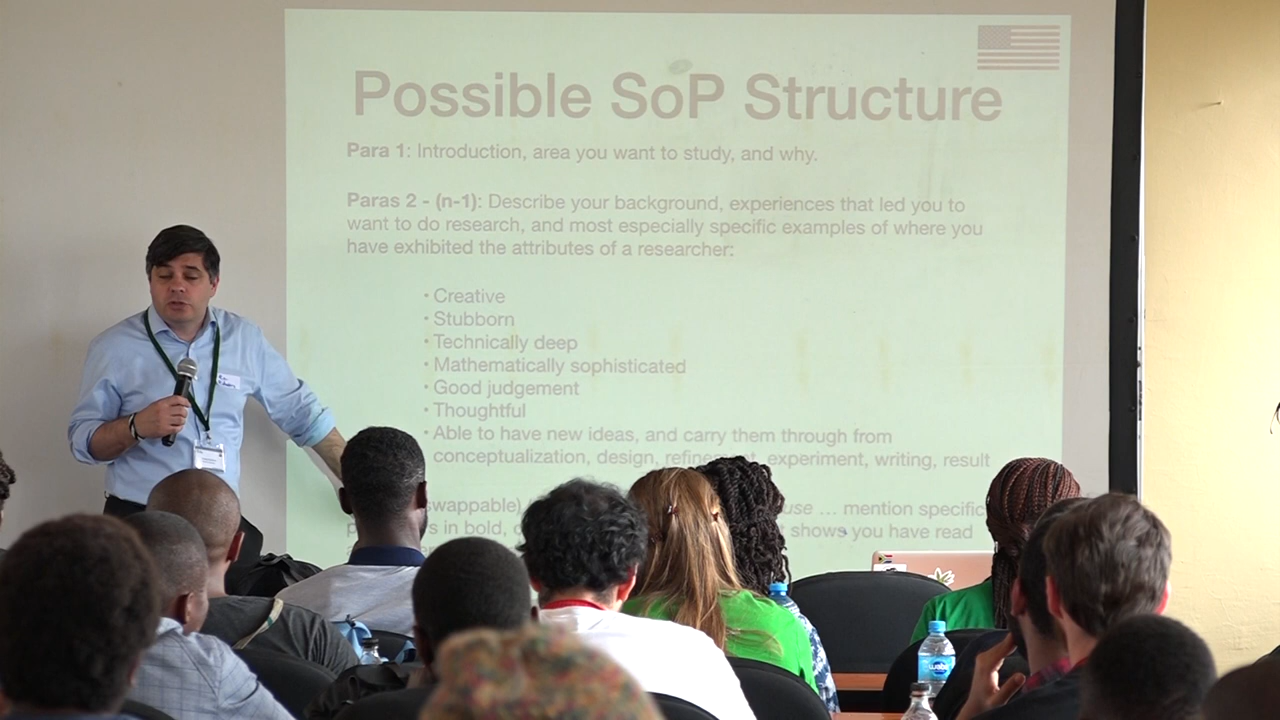 Possible SoP Structure
Para 1: Introduction, area you want to study, and why.
Paras 2 - (n-1): Describe your background, experiences that led you to
want to do research, and most especially specific examples of where you
have exhibited the attributes of a researcher:
· Creative
· Stubborn
· Technically deep
· Mathematically sophisticated
· Good judgement
· Thoughtful
· Able to have new ideas, and carry them through from
conceptualization, design, refinement, experiment, writing, result
swappable) use … mention specific
in bold, shows you have read